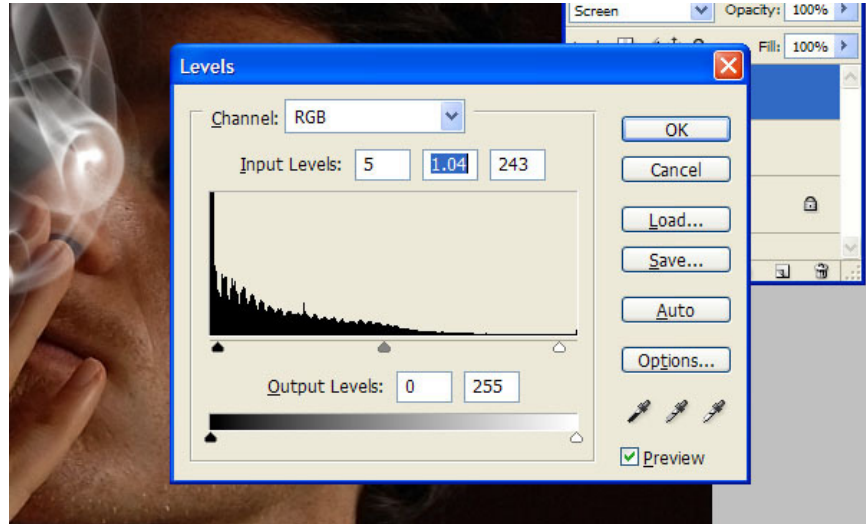 Screen Opacity: 100%
Fill: 100%
Levels
Channel: RGB
OK
Input Levels: 5 1.04 243
Cancel
Load...
Save...
Auto
Options...
Output Levels: 0 255
Preview